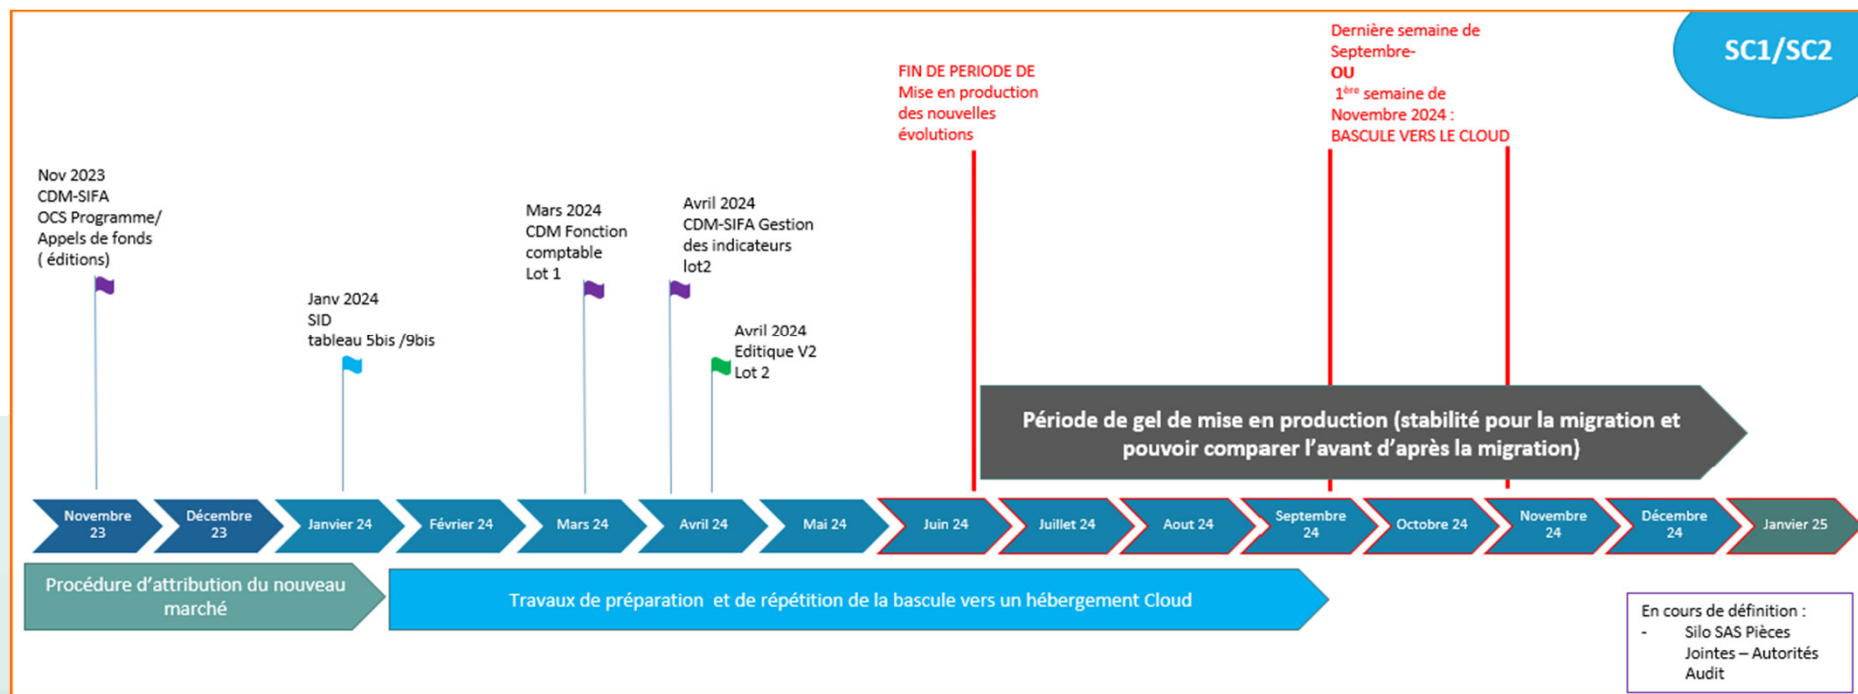 SC1/SC2
Dernière semaine de
Septembre-
OU
1ère semaine de
Novembre 2024 :
BASCULE VERS LE CLOUD
FIN DE PERIODE DE
Mise en production
des nouvelles
évolutions
Nov 2023
CDM-SIFA
OCS Programme/
Appels de fonds
( éditions)
Janv 2024
SID
tableau 5bis /9bis
Mars 2024
CDM Fonction
comptable
Lot 1
Avril 2024
CDM-SIFA Gestion
des indicateurs
lot2
Avril 2024
Editique V2
Lot 2
Période de gel de mise en production (stabilité pour la migration et
pouvoir comparer l’avant d’après la migration)
Novembre
23
Décembre
23
Janvier 24
Février 24
Mars 24
Avril 24
Mai 24
Juin 24
Juillet 24
Aout 24
Septembre
24
Octobre 24
Novembre
24
Décembre
24
Janvier 25
Procédure d’attribution du nouveau
marché
Travaux de préparation et de répétition de la bascule vers un hébergement Cloud
En cours de définition :
- Silo SAS Pièces
Jointes – Autorités
Audit